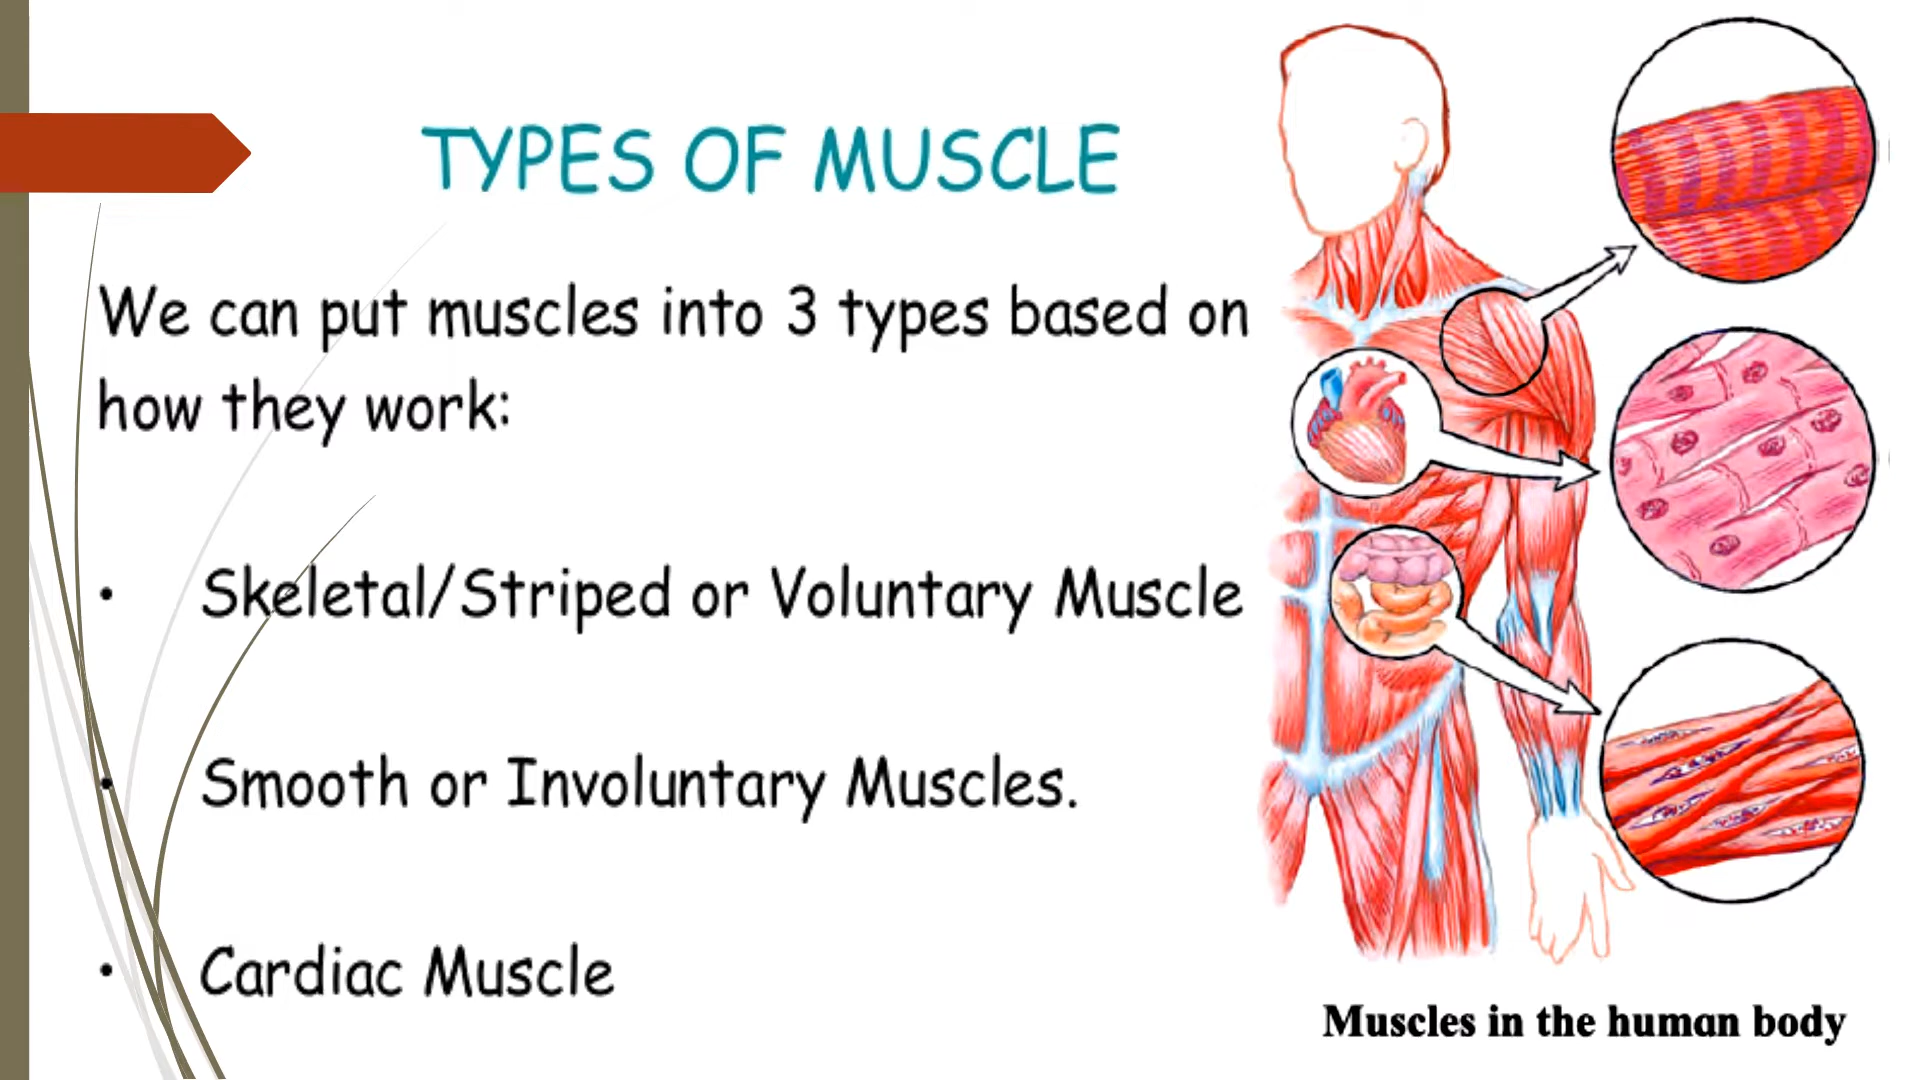 TYPES OF MUSCLE
We can put muscles into 3 types based on
how they work:
• Skeletal/Striped or Voluntary Muscle
• Smooth or Involuntary Muscles.
• Cardiac Muscle
Muscles in the human body